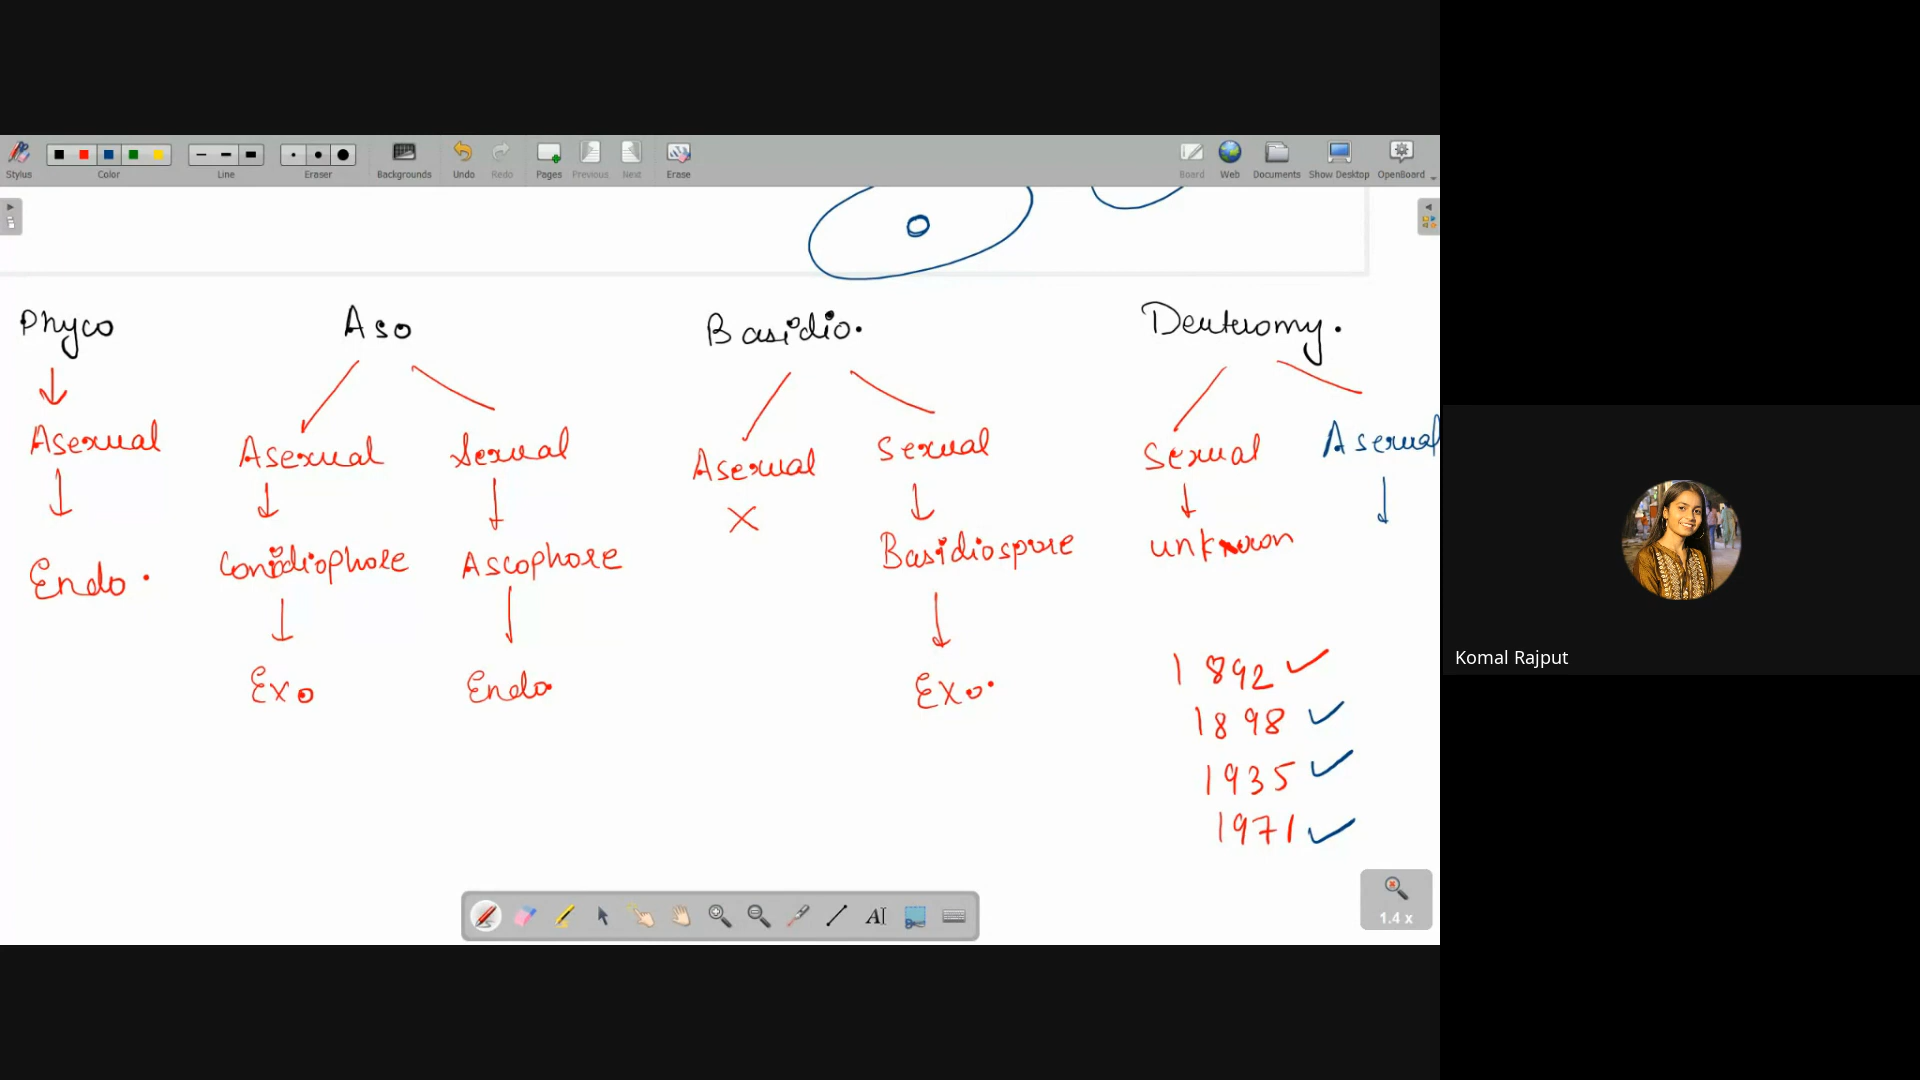 Stylus Color Line Eraser Backgrounds Undo Redo Pages Previous Next Erase Board Web Documents Show Desktop OpenBoard
Phyco Aso Basidio. Deuteromy.
Asexual Asexual Sexual Asexual Sexual Sexual Asexual
X
Endo. Conidiophore Ascophore Basidiospore unknown
Exo Endo Exo.
1892 ✓
1898 ✓
1935 ✓
1971 ✓
AI
1.4 x
Komal Rajput